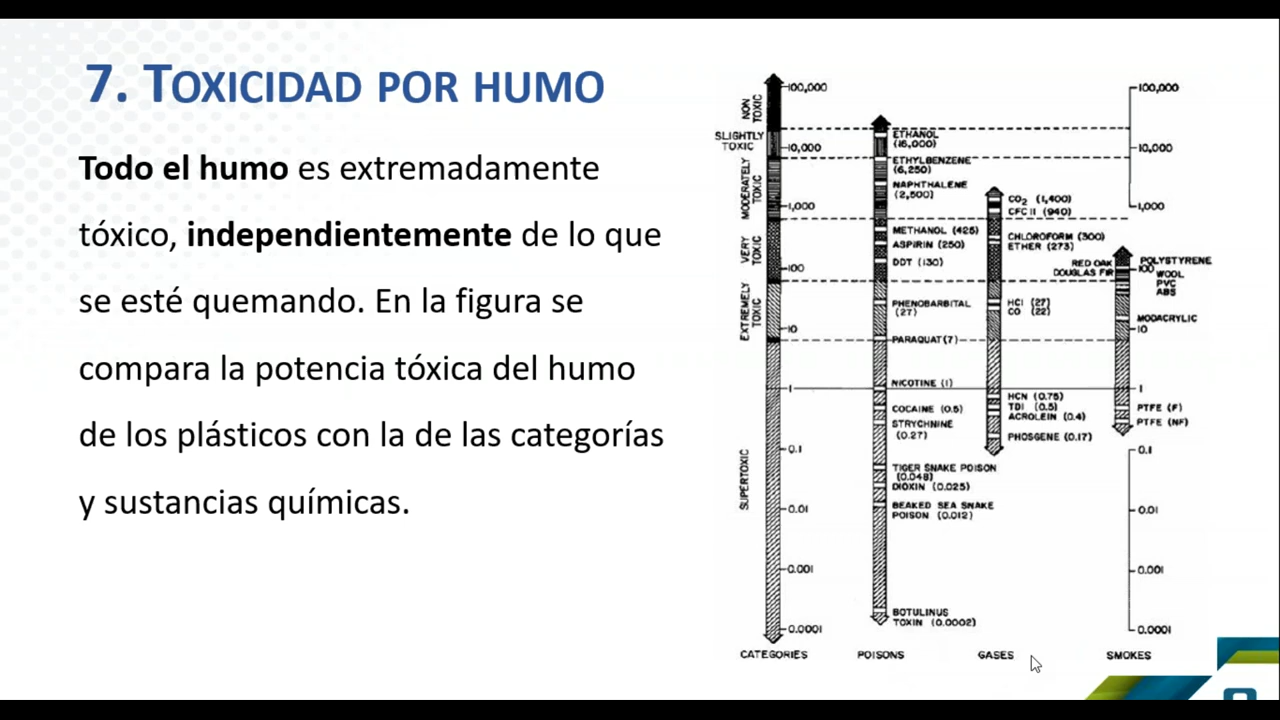 7. TOXICIDAD POR HUMO
Todo el humo es extremadamente
tóxico, independientemente de lo que
se esté quemando. En la figura se
compara la potencia tóxica del humo
de los plásticos con la de las categorías
y sustancias químicas.
NON
TOXIC
SLIGHTLY
TOXIC
MODERATELY
TOXIC
VERY
TOXIC
EXTREMELY
TOXIC
SUPERTOXIC
100,000
10,000
1,000
100
10
1
0.1
0.01
0.001
0.0001
CATEGORIES
ETHANOL
(16,000)
ETHYLBENZENE
(6,250)
NAPHTHALENE
(2,500)
METHANOL (425)
ASPIRIN (250)
DDT (130)
PHENOBARBITAL
(27)
PARAQUAT (7)
NICOTINE (1)
COCAINE (0.5)
STRYCHNINE
(0.27)
TIGER SNAKE POISON
(0.048)
DIOXIN (0.025)
BEAKED SEA SNAKE
POISON (0.012)
BOTULINUS
TOXIN (0.0002)
POISONS
CO2 (1,400)
CFC II (940)
CHLOROFORM (300)
ETHER (273)
HCl (27)
CO (22)
HCN (0.75)
TDI (0.5)
ACROLEIN (0.4)
PHOSGENE (0.17)
GASES
100,000
10,000
1,000
RED OAK
DOUGLAS FIR
POLYSTYRENE
100
WOOL
PVC
ABS
MODACRYLIC
10
1
PTFE (F)
PTFE (NF)
0.1
0.01
0.001
0.0001
SMOKES